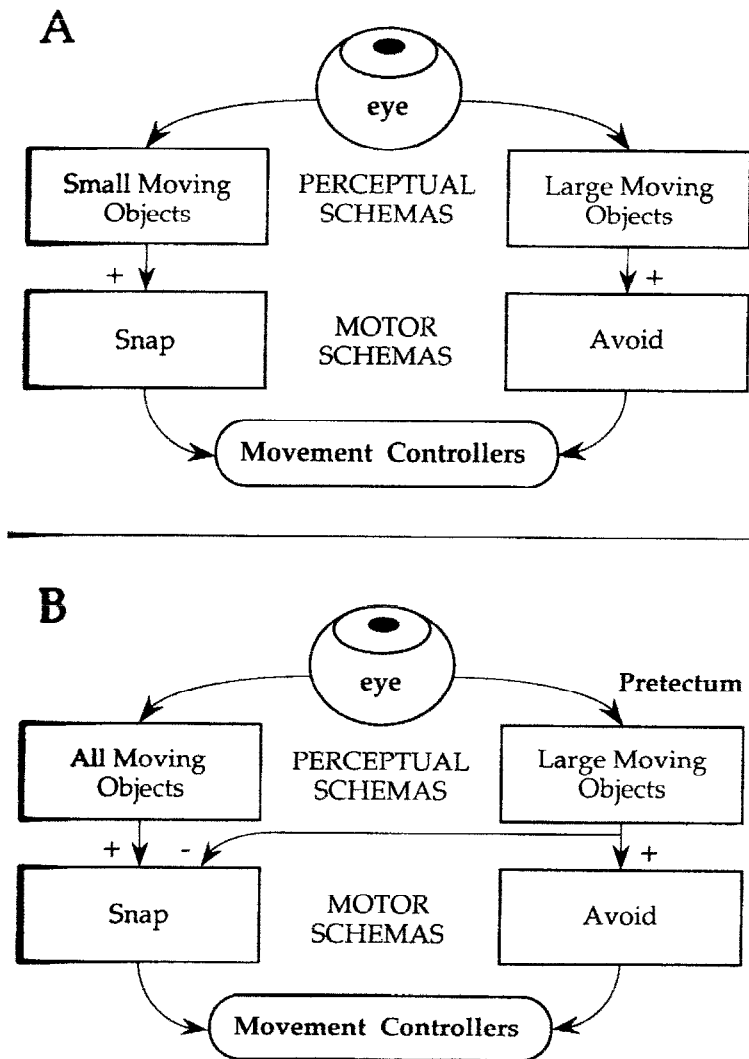 A
eye
Small Moving
Objects
PERCEPTUAL
SCHEMAS
Large Moving
Objects
+
+
Snap
MOTOR
SCHEMAS
Avoid
Movement Controllers
B
eye
Pretectum
All Moving
Objects
PERCEPTUAL
SCHEMAS
Large Moving
Objects
+
-
+
Snap
MOTOR
SCHEMAS
Avoid
Movement Controllers